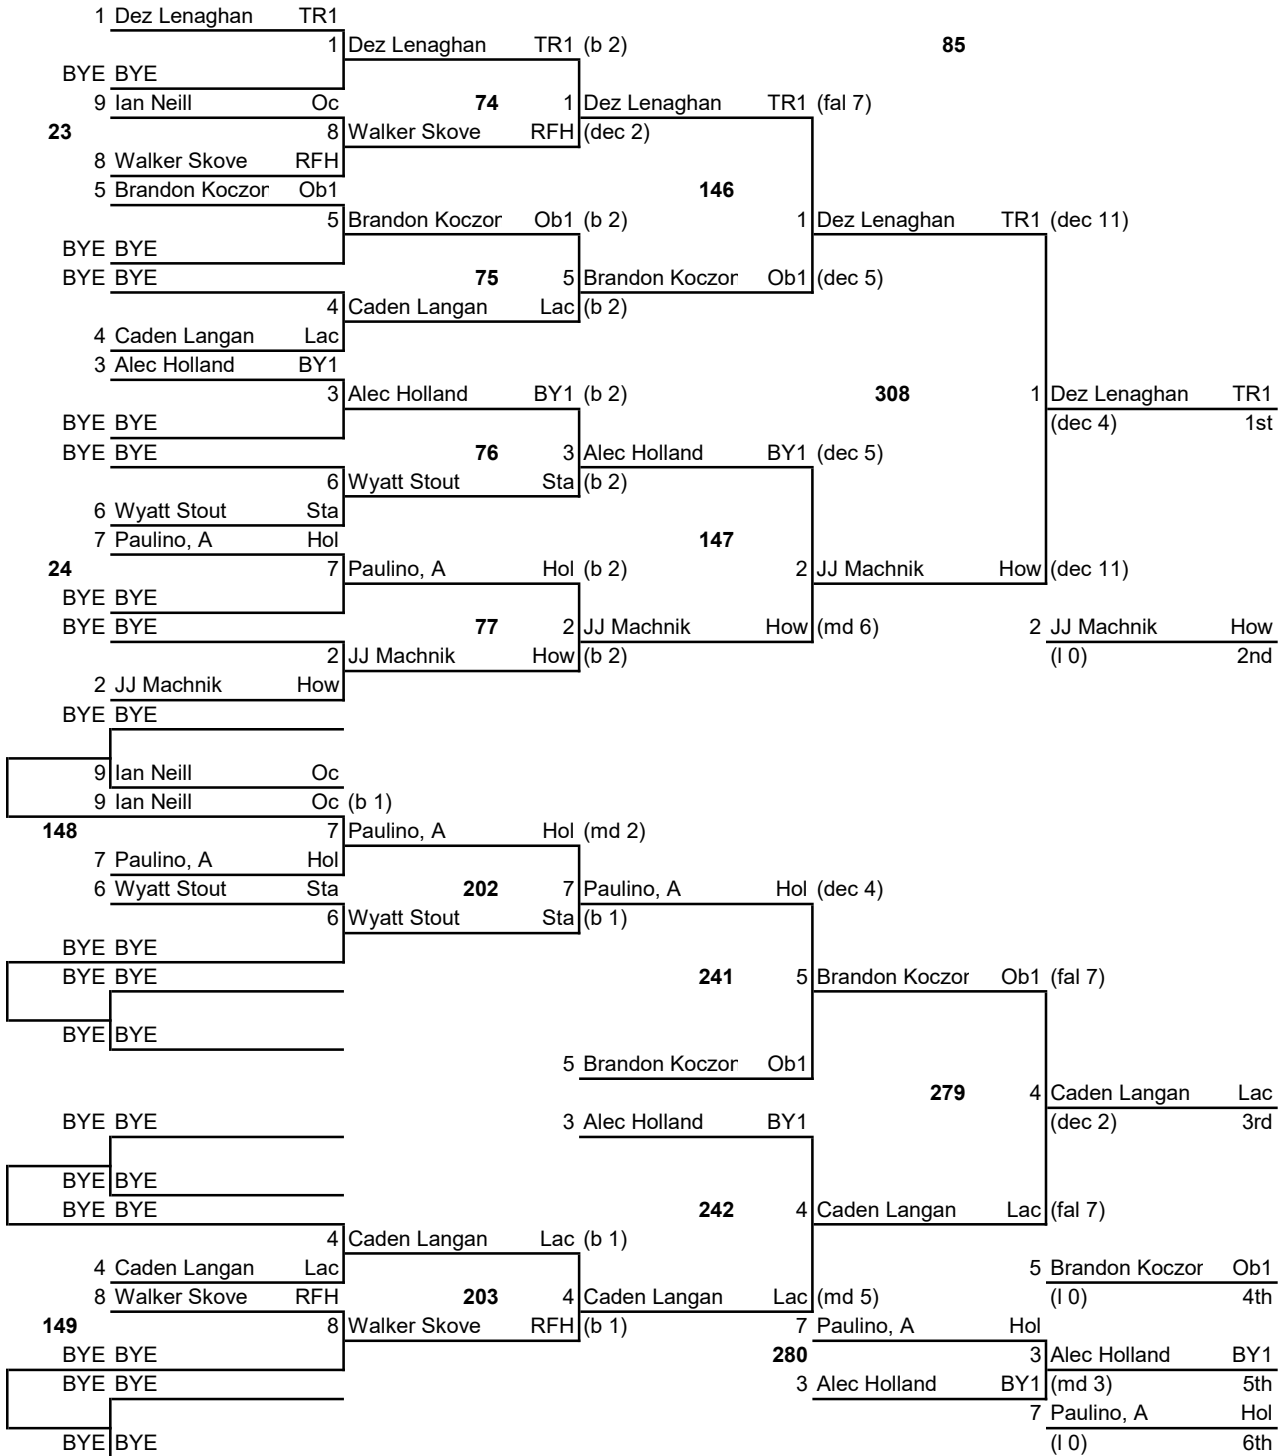 1 Dez Lenaghan TR1
1 Dez Lenaghan TR1 (b 2) 85
BYE BYE
9 Ian Neill Oc 74 1 Dez Lenaghan TR1 (fal 7)
23 8 Walker Skove RFH (dec 2)
8 Walker Skove RFH
5 Brandon Koczor Ob1 146
5 Brandon Koczor Ob1 (b 2) 1 Dez Lenaghan TR1 (dec 11)
BYE BYE
BYE BYE 75 5 Brandon Koczor Ob1 (dec 5)
4 Caden Langan Lac (b 2)
4 Caden Langan Lac
3 Alec Holland BY1
3 Alec Holland BY1 (b 2) 308 1 Dez Lenaghan TR1
BYE BYE (dec 4) 1st
BYE BYE 76 3 Alec Holland BY1 (dec 5)
6 Wyatt Stout Sta (b 2)
6 Wyatt Stout Sta
7 Paulino, A Hol 147
24 7 Paulino, A Hol (b 2) 2 JJ Machnik How (dec 11)
BYE BYE
BYE BYE 77 2 JJ Machnik How (md 6) 2 JJ Machnik How
2 JJ Machnik How (b 2) (l 0) 2nd
2 JJ Machnik How
BYE BYE
9 Ian Neill Oc
9 Ian Neill Oc (b 1)
148 7 Paulino, A Hol (md 2)
7 Paulino, A Hol
6 Wyatt Stout Sta 202 7 Paulino, A Hol (dec 4)
6 Wyatt Stout Sta (b 1)
BYE BYE
BYE BYE 241 5 Brandon Koczor Ob1 (fal 7)
BYE BYE
5 Brandon Koczor Ob1
279 4 Caden Langan Lac
BYE BYE 3 Alec Holland BY1 (dec 2) 3rd
BYE BYE
BYE BYE 242 4 Caden Langan Lac (fal 7)
4 Caden Langan Lac (b 1)
4 Caden Langan Lac 5 Brandon Koczor Ob1
8 Walker Skove RFH 203 4 Caden Langan Lac (md 5) (l 0) 4th
149 8 Walker Skove RFH (b 1) 7 Paulino, A Hol
BYE BYE 280 3 Alec Holland BY1
BYE BYE 3 Alec Holland BY1 (md 3) 5th
7 Paulino, A Hol
BYE BYE (l 0) 6th